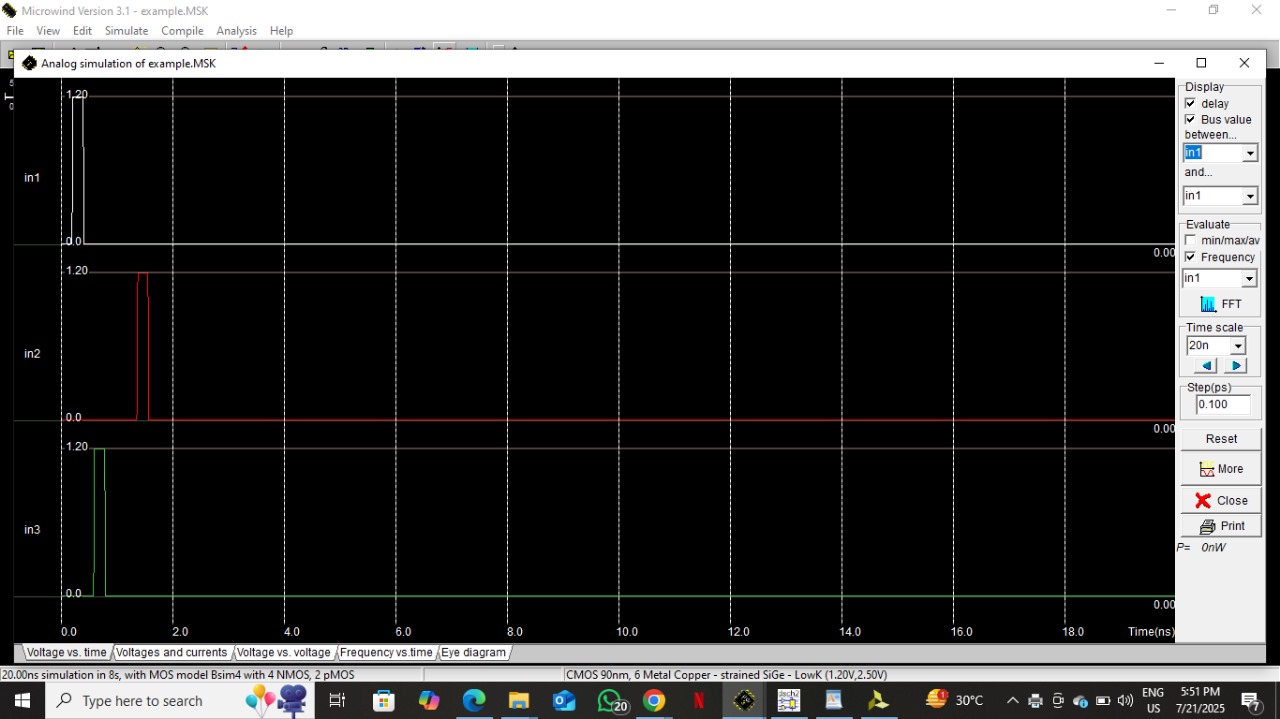 Microwind Version 3.1 - example.MSK
File View Edit Simulate Compile Analysis Help
Analog simulation of example.MSK
1.20
in1
0.0
0.00
1.20
in2
0.0
0.00
1.20
in3
0.0
0.00
0.0 2.0 4.0 6.0 8.0 10.0 12.0 14.0 16.0 18.0 Time(ns)
Display
delay
Bus value
between...
in1
and...
in1
Evaluate
min/max/av
Frequency
in1
FFT
Time scale
20n
Step(ps)
0.100
Reset
More
Close
Print
P= 0nW
Voltage vs. time Voltages and currents Voltage vs. voltage Frequency vs.time Eye diagram
20.00ns simulation in 8s, with MOS model Bsim4 with 4 NMOS, 2 pMOS
CMOS 90nm, 6 Metal Copper - strained SiGe - LowK (1.20V,2.50V)
Type here to search
20
dsch2
1
30°C
ENG
US
5:51 PM
7/21/2025
7